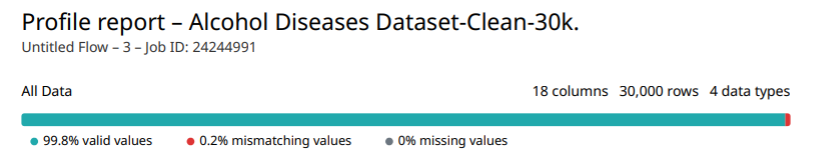 Profile report – Alcohol Diseases Dataset-Clean-30k.
Untitled Flow – 3 – Job ID: 24244991
All Data 18 columns 30,000 rows 4 data types
99.8% valid values 0.2% mismatching values 0% missing values